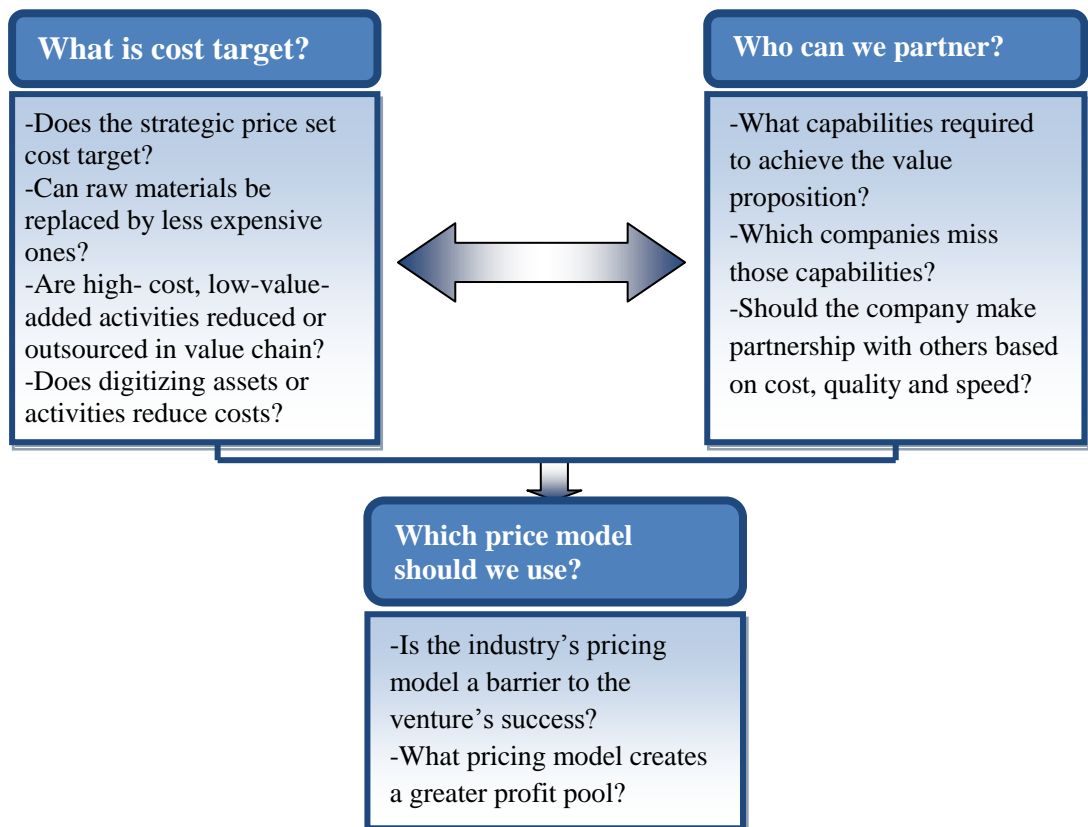 What is cost target?
-Does the strategic price set
cost target?
-Can raw materials be
replaced by less expensive
ones?
-Are high- cost, low-value-
added activities reduced or
outsourced in value chain?
-Does digitizing assets or
activities reduce costs?
Who can we partner?
-What capabilities required
to achieve the value
proposition?
-Which companies miss
those capabilities?
-Should the company make
partnership with others based
on cost, quality and speed?
Which price model
should we use?
-Is the industry’s pricing
model a barrier to the
venture’s success?
-What pricing model creates
a greater profit pool?